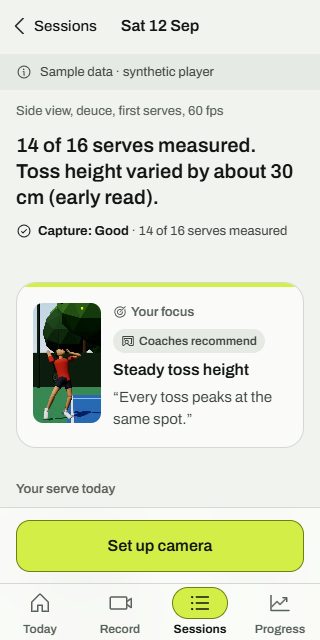 Sessions
Sat 12 Sep
Sample data · synthetic player
Side view, deuce, first serves, 60 fps
14 of 16 serves measured.
Toss height varied by about 30
cm (early read).
Capture: Good · 14 of 16 serves measured
Your focus
Coaches recommend
Steady toss height
“Every toss peaks at the
same spot.”
Your serve today
Set up camera
Today
Record
Sessions
Progress